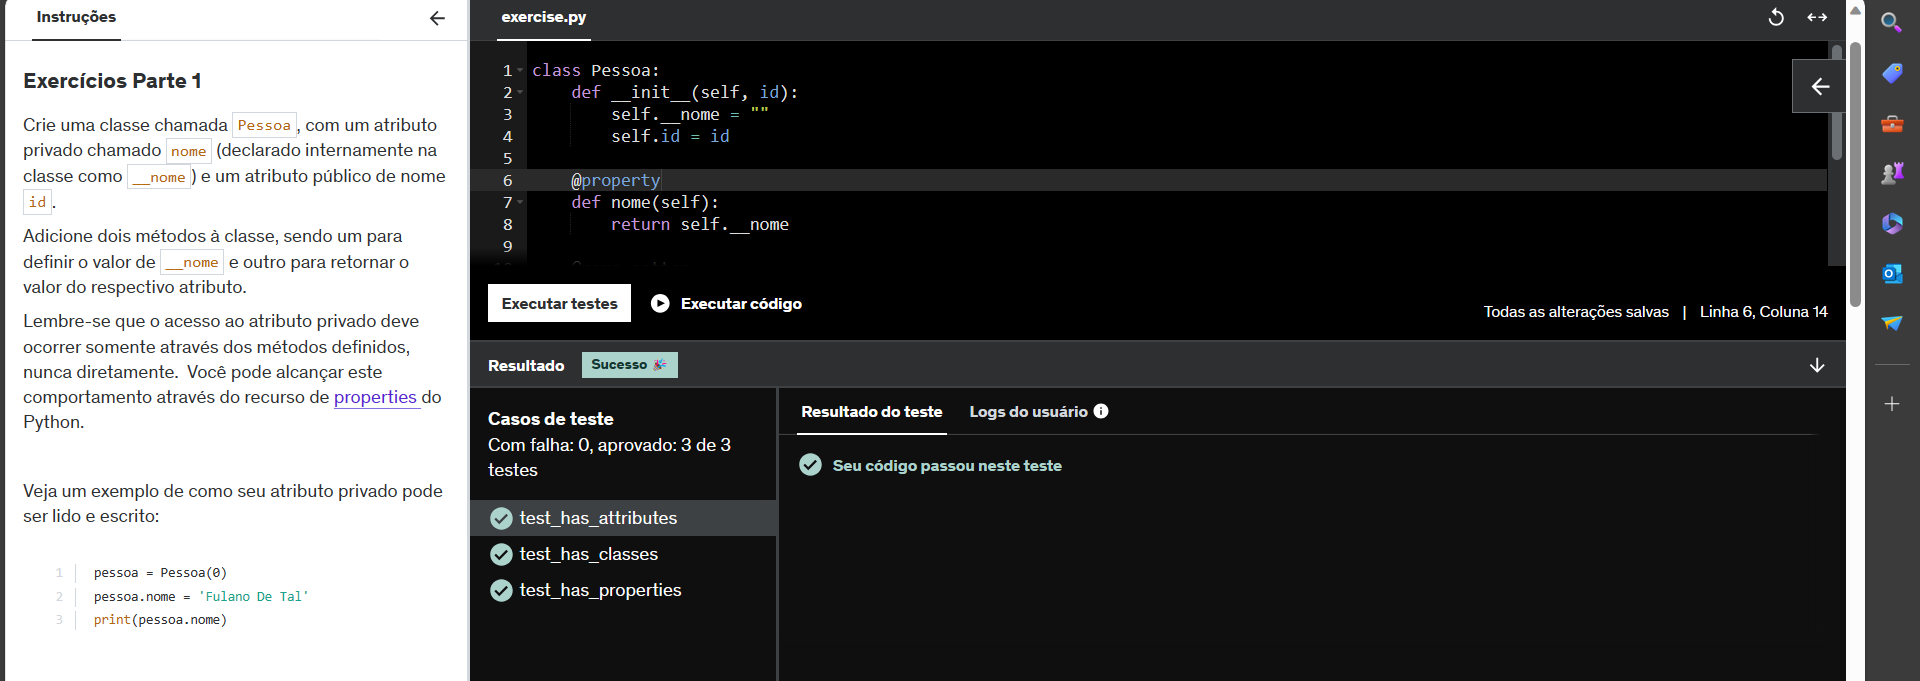 Instruções
Exercícios Parte 1
Crie uma classe chamada Pessoa, com um atributo
privado chamado nome (declarado internamente na
classe como __nome) e um atributo público de nome
id.
Adicione dois métodos à classe, sendo um para
definir o valor de __nome e outro para retornar o
valor do respectivo atributo.
Lembre-se que o acesso ao atributo privado deve
ocorrer somente através dos métodos definidos,
nunca diretamente. Você pode alcançar este
comportamento através do recurso de properties do
Python.
Veja um exemplo de como seu atributo privado pode
ser lido e escrito:
1 pessoa = Pessoa(0)
2 pessoa.nome = 'Fulano De Tal'
3 print(pessoa.nome)
exercise.py
1 class Pessoa:
2     def __init__(self, id):
3         self.__nome = ""
4         self.id = id
5
6     @property
7     def nome(self):
8         return self.__nome
9
Executar testes
Executar código
Todas as alterações salvas | Linha 6, Coluna 14
Resultado
Sucesso 🎉
Casos de teste
Com falha: 0, aprovado: 3 de 3
testes
test_has_attributes
test_has_classes
test_has_properties
Resultado do teste
Logs do usuário
Seu código passou neste teste